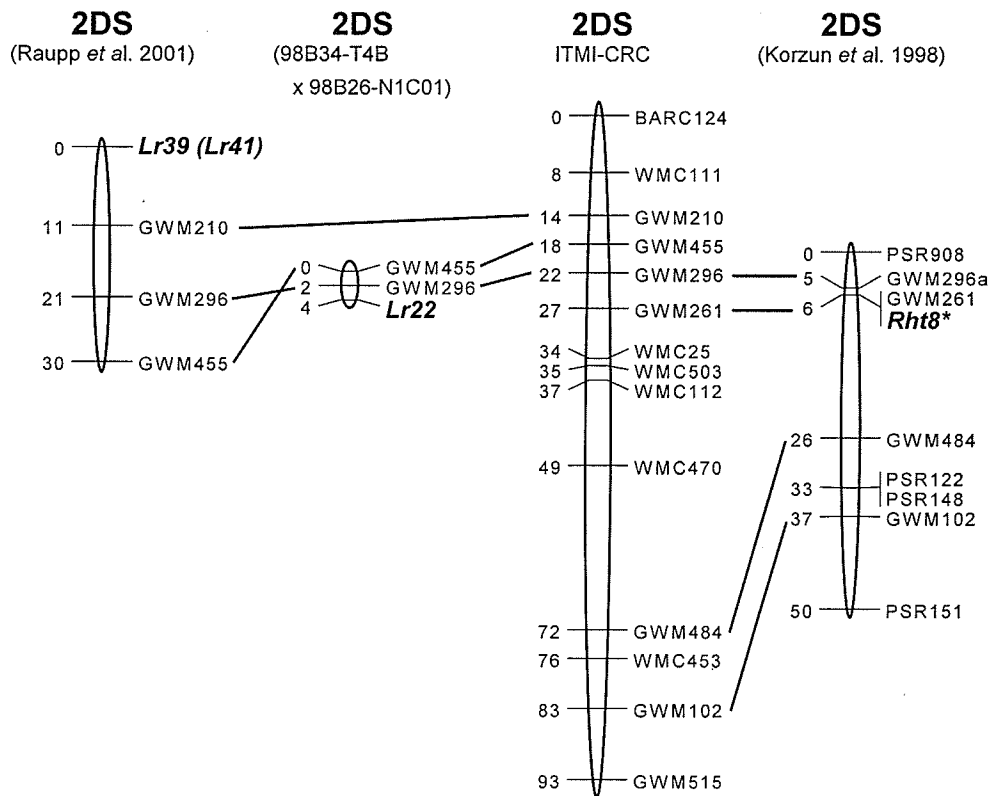 2DS
(Raupp et al. 2001)
0 Lr39 (Lr41)
11 GWM210
21 GWM296
30 GWM455
2DS
(98B34-T4B
x 98B26-N1C01)
0 GWM455
2 GWM296
4 Lr22
2DS
ITMI-CRC
0 BARC124
8 WMC111
14 GWM210
18 GWM455
22 GWM296
27 GWM261
34 WMC25
35 WMC503
37 WMC112
49 WMC470
72 GWM484
76 WMC453
83 GWM102
93 GWM515
2DS
(Korzun et al. 1998)
0 PSR908
5 GWM296a
6 GWM261
Rht8*
26 GWM484
33 PSR122
PSR148
37 GWM102
50 PSR151